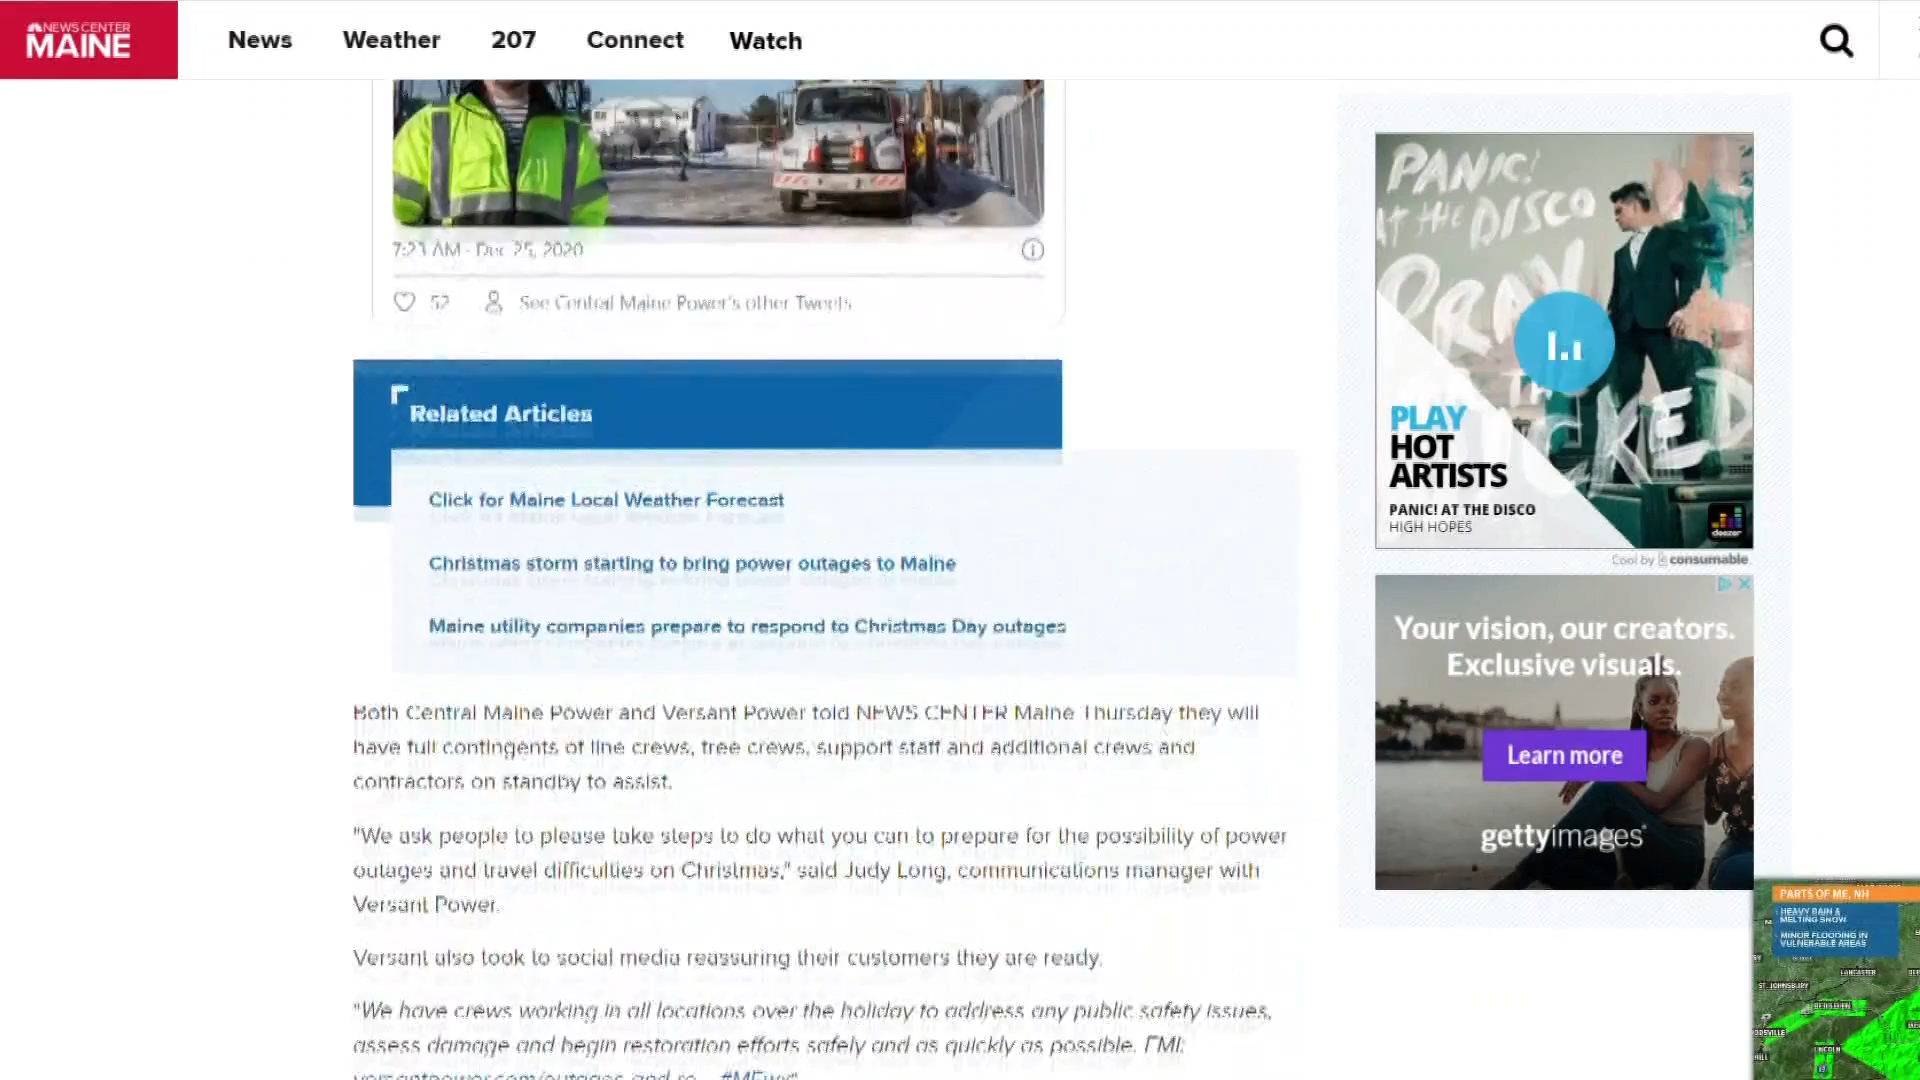 NEWS CENTER
MAINE
News
Weather
207
Connect
Watch
7:23 AM · Dec 25, 2020
52
See Central Maine Power's other Tweets
Related Articles
Click for Maine Local Weather Forecast
Christmas storm starting to bring power outages to Maine
Maine utility companies prepare to respond to Christmas Day outages
Both Central Maine Power and Versant Power told NEWS CENTER Maine Thursday they will
have full contingents of line crews, tree crews, support staff and additional crews and
contractors on standby to assist.
"We ask people to please take steps to do what you can to prepare for the possibility of power
outages and travel difficulties on Christmas," said Judy Long, communications manager with
Versant Power.
Versant also took to social media reassuring their customers they are ready.
"We have crews working in all locations over the holiday to address any public safety issues,
assess damage and begin restoration efforts safely and as quickly as possible. FMI:
PANIC!
AT THE DISCO
PRAY
PLAY
HOT
ARTISTS
PANIC! AT THE DISCO
HIGH HOPES
deezer
Cool by consumable
Your vision, our creators.
Exclusive visuals.
Learn more
gettyimages
PARTS OF ME, NH
HEAVY RAIN &
MELTING SNOW
MINOR FLOODING IN
VULNERABLE AREAS
LANCASTER
ST. JOHNSBURY
BETHLEHEM
LINCOLN